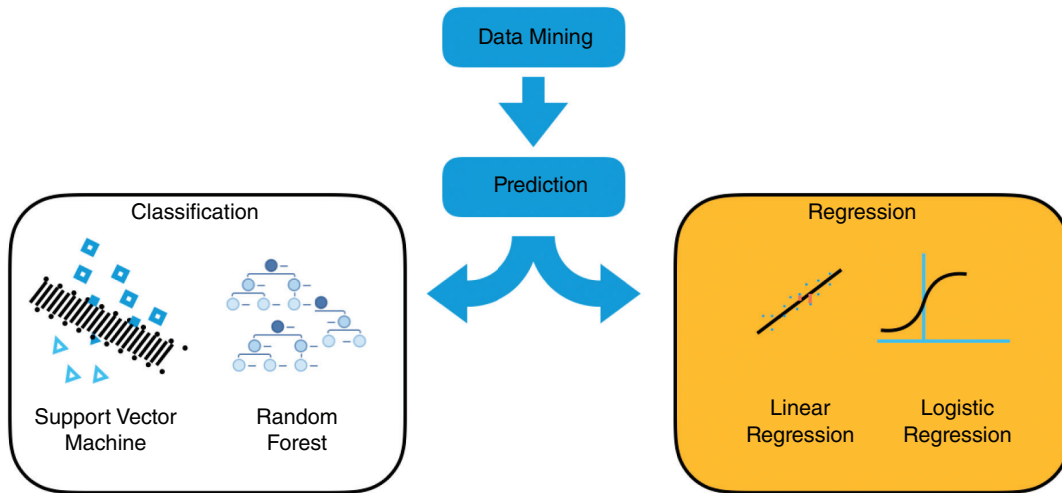 Data Mining
Prediction
Classification
Support Vector
Machine
Random
Forest
Regression
Linear
Regression
Logistic
Regression